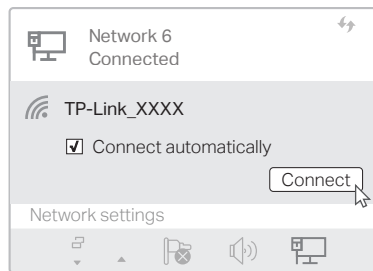 Network 6
Connected
TP-Link_XXXX
Connect automatically
Connect
Network settings